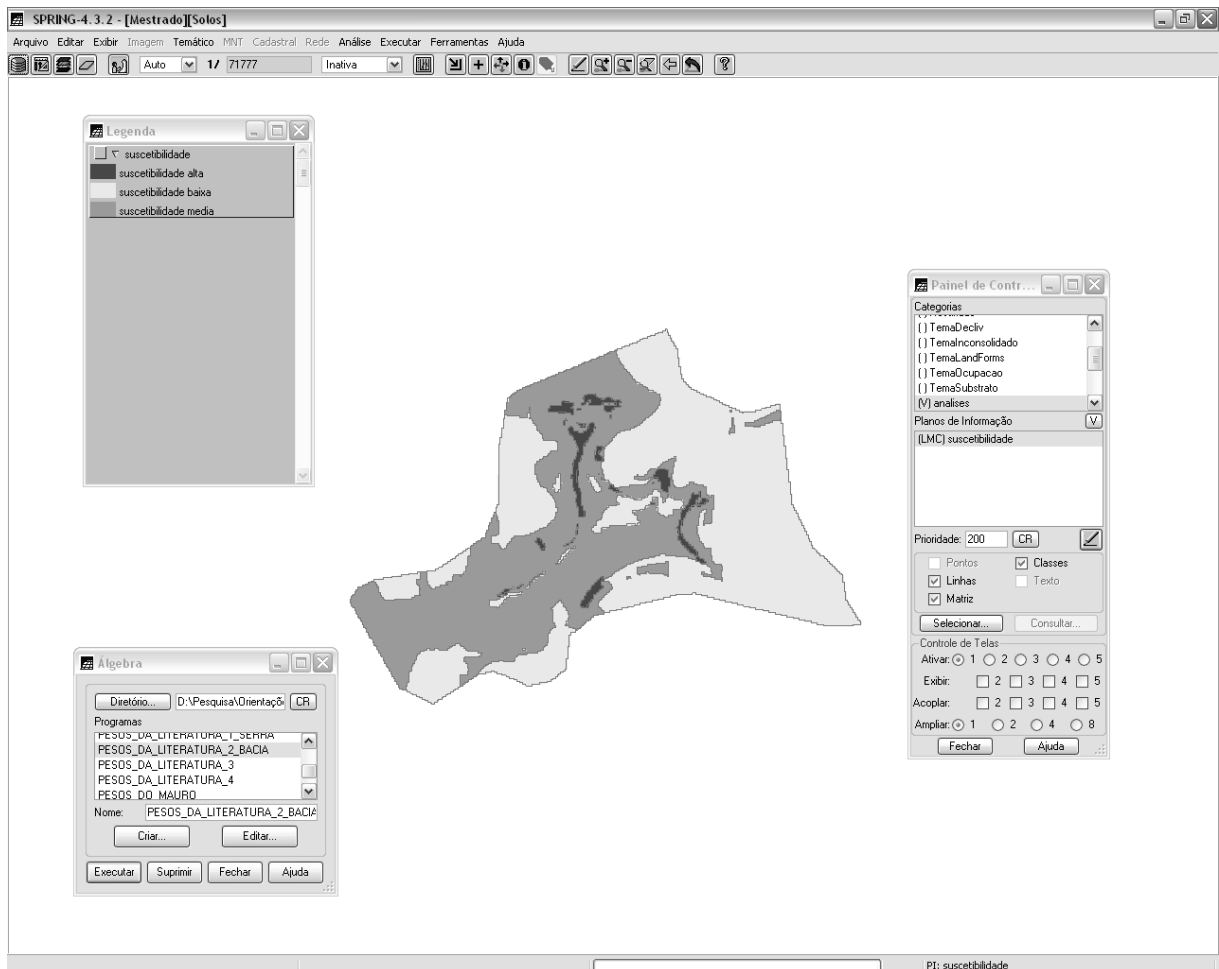 SPRING-4.3.2 - [Mestrado][Solos]
Arquivo Editar Exibir Imagem Temático MNT Cadastral Rede Análise Executar Ferramentas Ajuda
Auto 1/ 71777 Inativa
Legenda
suscetibilidade
suscetibilidade alta
suscetibilidade baixa
suscetibilidade media
Painel de Contr...
Categorias
( ) TemaDecliv
( ) TemaInconsolidado
( ) TemaLandForms
( ) TemaOcupacao
( ) TemaSubstrato
(V) analises
Planos de Informação V
(LMC) suscetibilidade
Prioridade: 200 CR
Pontos Classes
Linhas Texto
Matriz
Selecionar... Consultar...
Controle de Telas
Ativar: 1 2 3 4 5
Exibir: 2 3 4 5
Acoplar: 2 3 4 5
Ampliar: 1 2 4 8
Fechar Ajuda
Álgebra
Diretório... D:\Pesquisa\Orientaçõ CR
Programas
PESOS_DA_LITERATURA_1_SERRA
PESOS_DA_LITERATURA_2_BACIA
PESOS_DA_LITERATURA_3
PESOS_DA_LITERATURA_4
PESOS_DO_MAURO
Nome: PESOS_DA_LITERATURA_2_BACIA
Criar... Editar...
Executar Suprimir Fechar Ajuda
PI: suscetibilidade